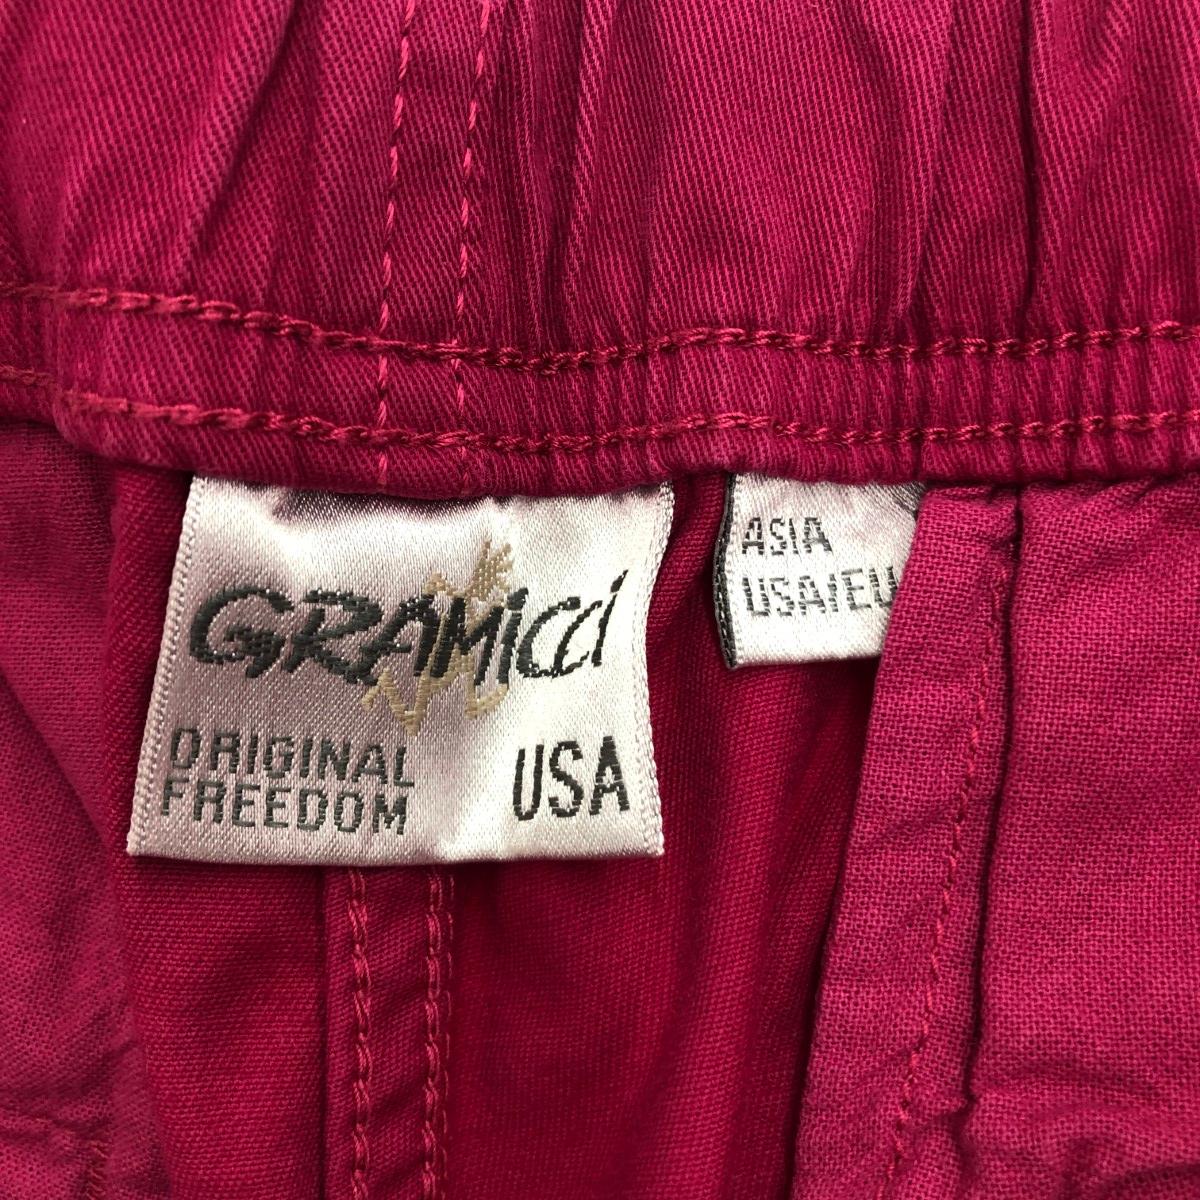 GRAMicci
ORIGINAL
FREEDOM
USA
ASIA
USA/EU